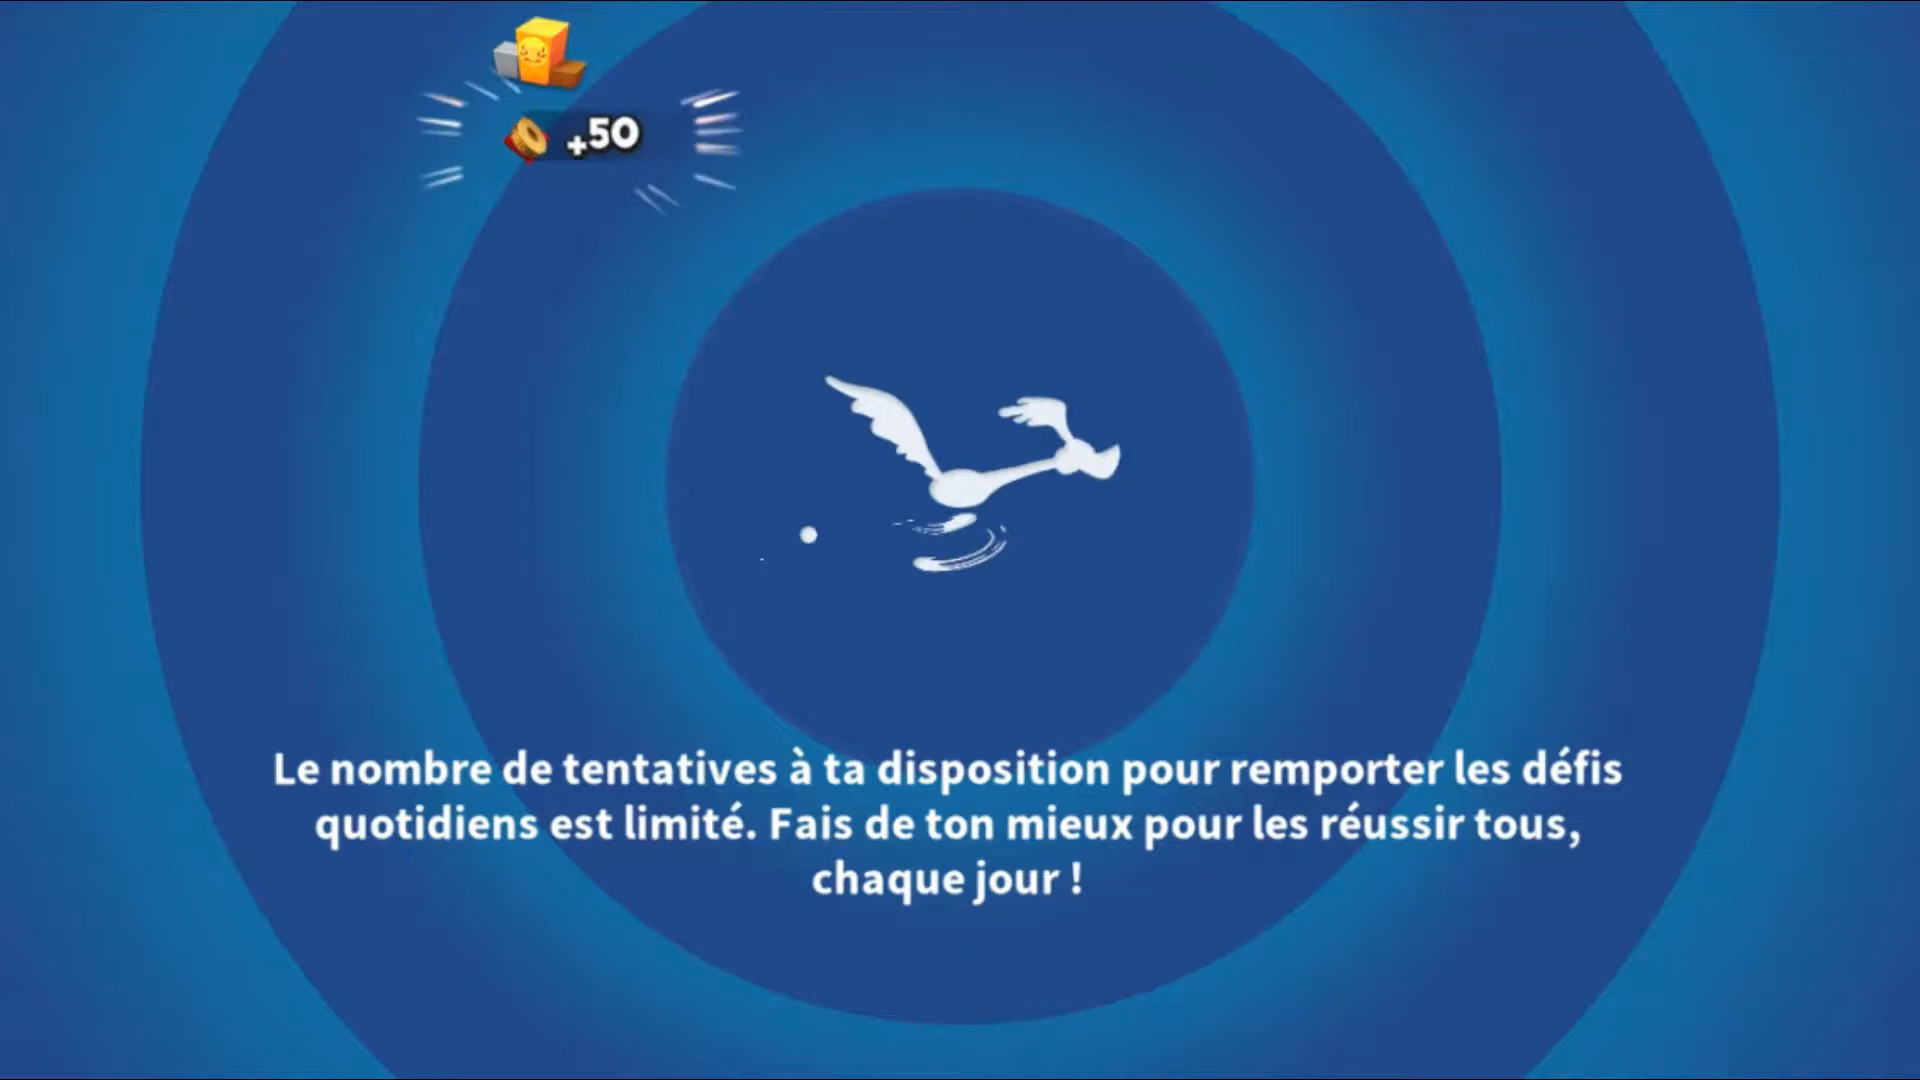 +50
Le nombre de tentatives à ta disposition pour remporter les défis
quotidiens est limité. Fais de ton mieux pour les réussir tous,
chaque jour !